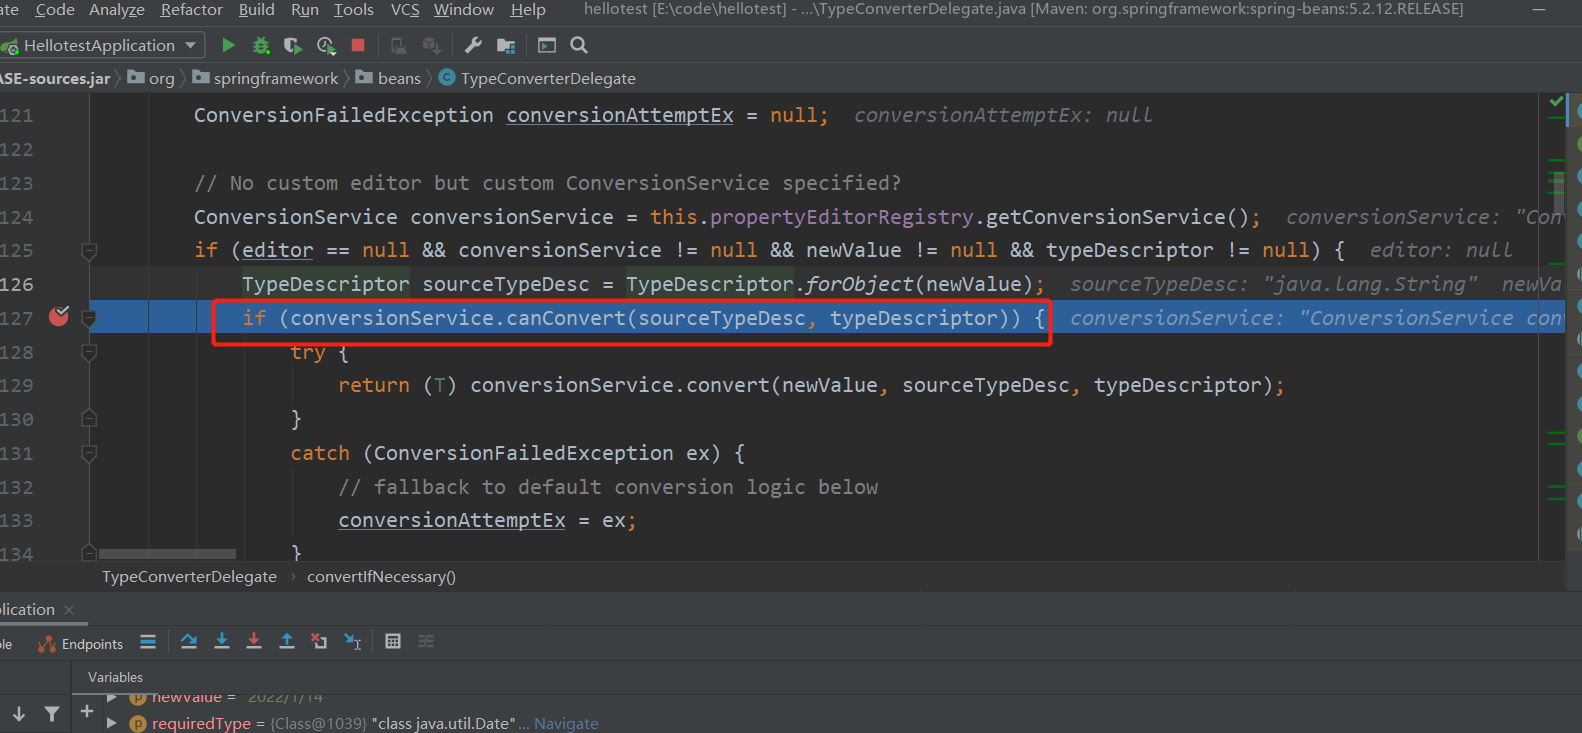 ate Code Analyze Refactor Build Run Tools VCS Window Help hellotest [E:\code\hellotest] - ...\TypeConverterDelegate.java [Maven: org.springframework:spring-beans:5.2.12.RELEASE]
HellotestApplication
ASE-sources.jar org springframework beans C TypeConverterDelegate
121 ConversionFailedException conversionAttemptEx = null; conversionAttemptEx: null
122
123 // No custom editor but custom ConversionService specified?
124 ConversionService conversionService = this.propertyEditorRegistry.getConversionService(); conversionService: "Con
125 if (editor == null && conversionService != null && newValue != null && typeDescriptor != null) { editor: null
126 TypeDescriptor sourceTypeDesc = TypeDescriptor.forObject(newValue); sourceTypeDesc: "java.lang.String" newVa
127 if (conversionService.canConvert(sourceTypeDesc, typeDescriptor)) { conversionService: "ConversionService con
128 try {
129 return (T) conversionService.convert(newValue, sourceTypeDesc, typeDescriptor);
130 }
131 catch (ConversionFailedException ex) {
132 // fallback to default conversion logic below
133 conversionAttemptEx = ex;
134 }
TypeConverterDelegate › convertIfNecessary()
plication ×
le Endpoints
Variables
p newValue = "2022/1/14"
p requiredType = {Class@1039} "class java.util.Date" ... Navigate